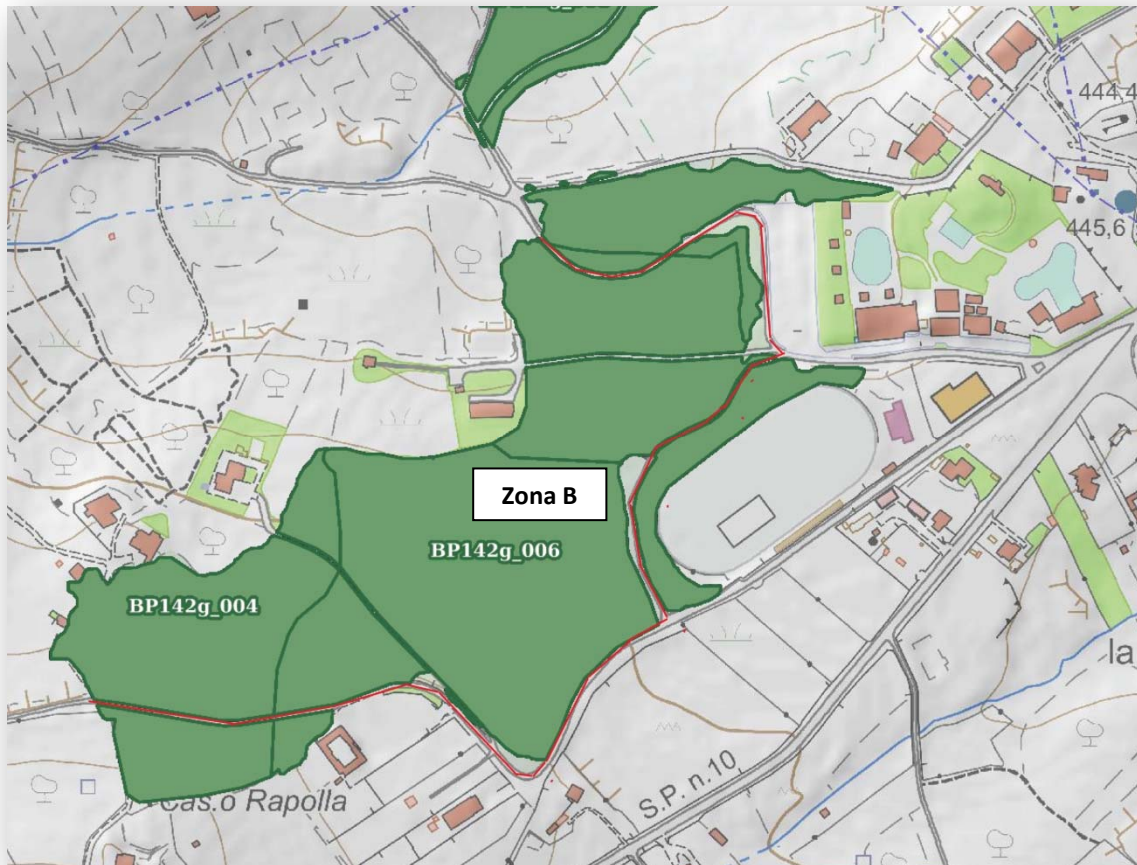 444,4
445,6
Zona B
BP142g_006
BP142g_004
la
S.P. n.10
Cas.o Rapolla